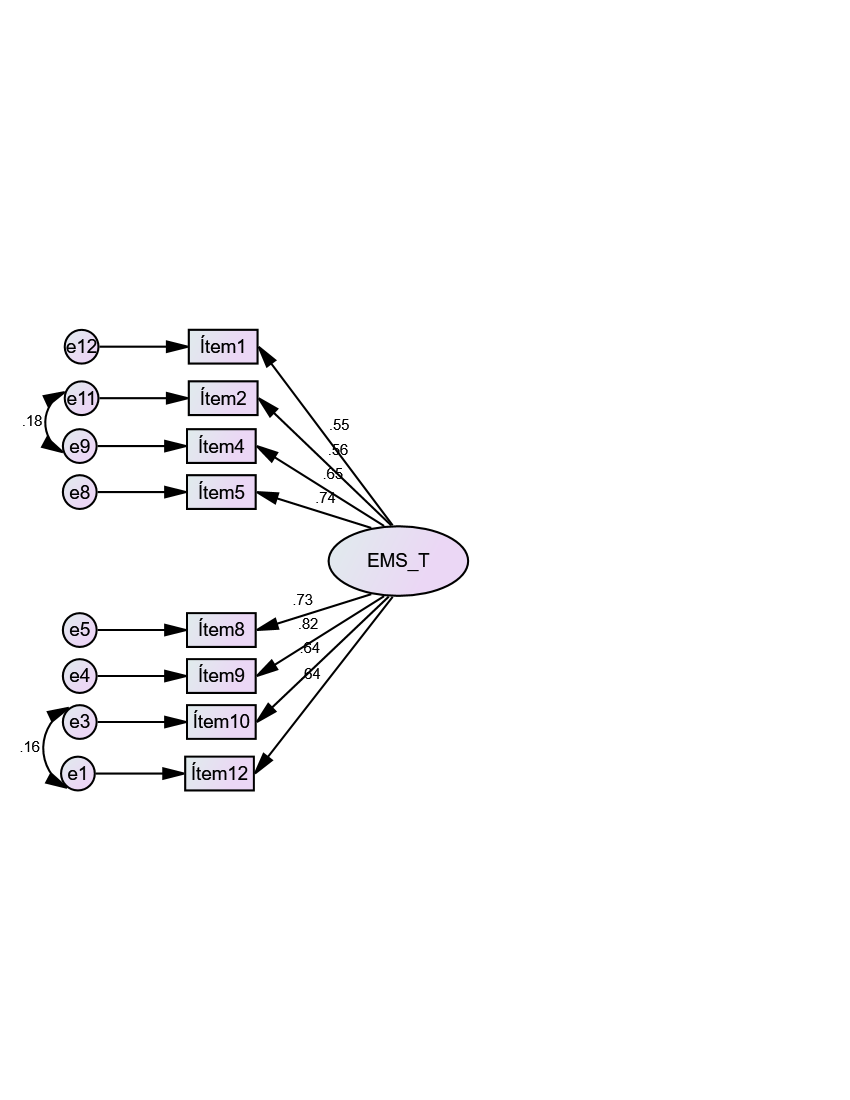 e12 Ítem1
e11 Ítem2
.18
.55
e9 Ítem4
.56
.65
e8 Ítem5
.74
EMS_T
.73
e5 Ítem8
.82
.64
e4 Ítem9
.64
e3 Ítem10
.16
e1 Ítem12